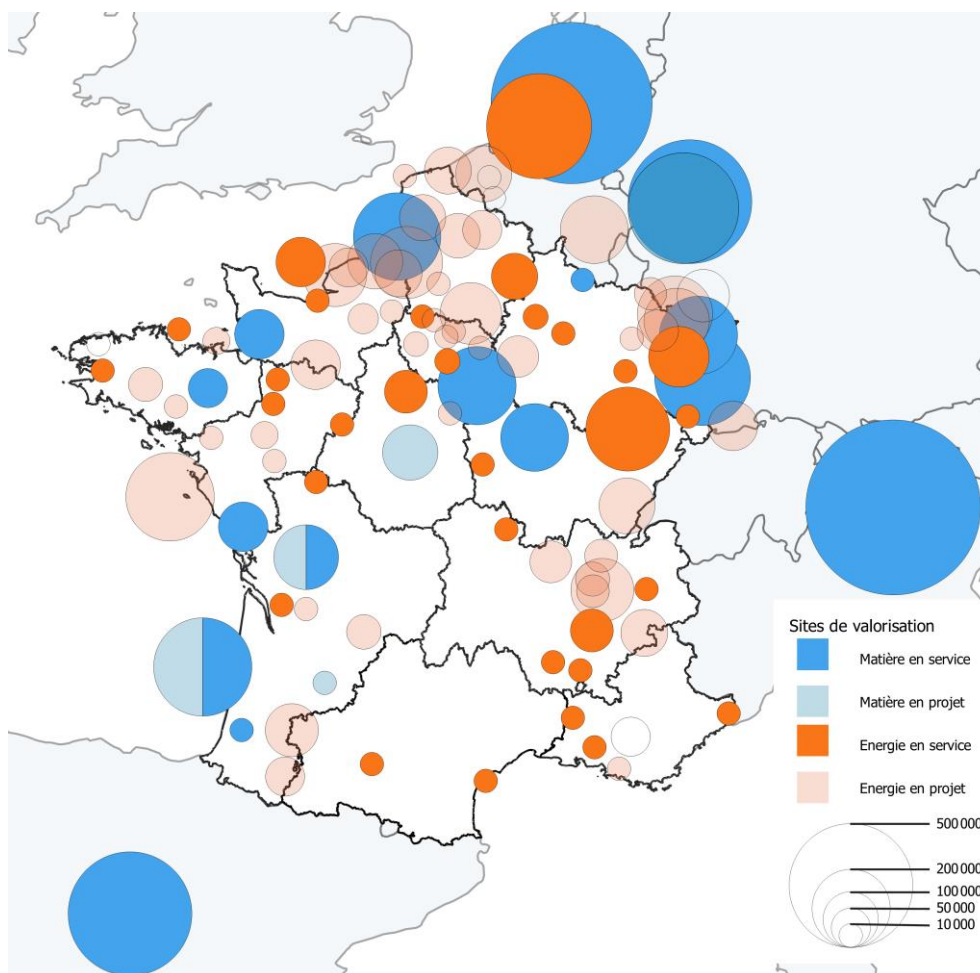 Sites de valorisation
Matière en service
Matière en projet
Energie en service
Energie en projet
500 000
200 000
100 000
50 000
10 000